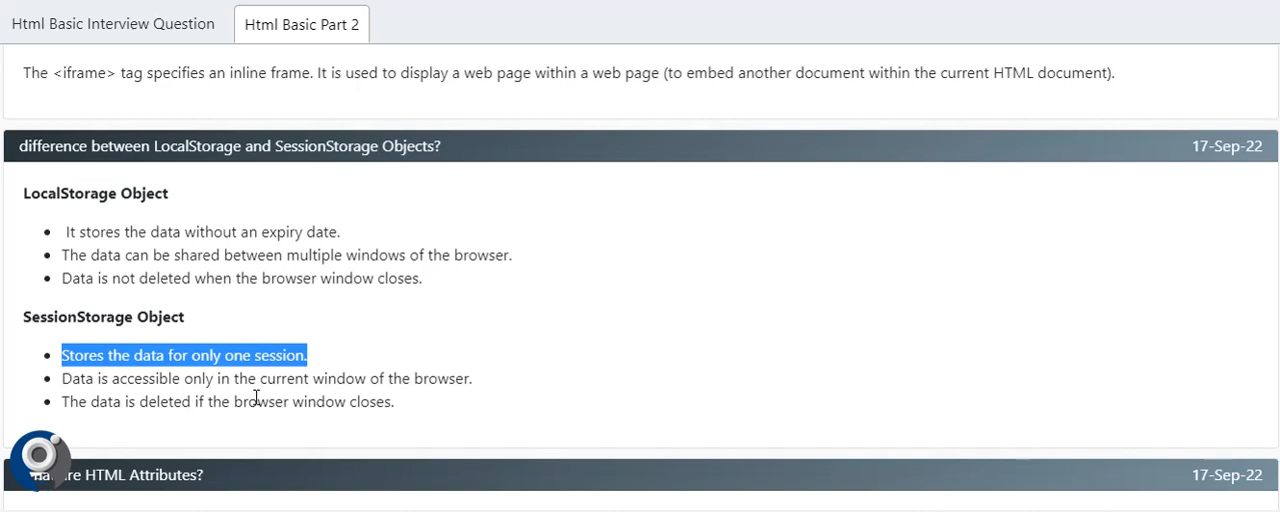 Html Basic Interview Question
Html Basic Part 2
The <iframe> tag specifies an inline frame. It is used to display a web page within a web page (to embed another document within the current HTML document).
difference between LocalStorage and SessionStorage Objects?
17-Sep-22
LocalStorage Object
It stores the data without an expiry date.
The data can be shared between multiple windows of the browser.
Data is not deleted when the browser window closes.
SessionStorage Object
Stores the data for only one session.
Data is accessible only in the current window of the browser.
The data is deleted if the browser window closes.
HTML Attributes?
17-Sep-22